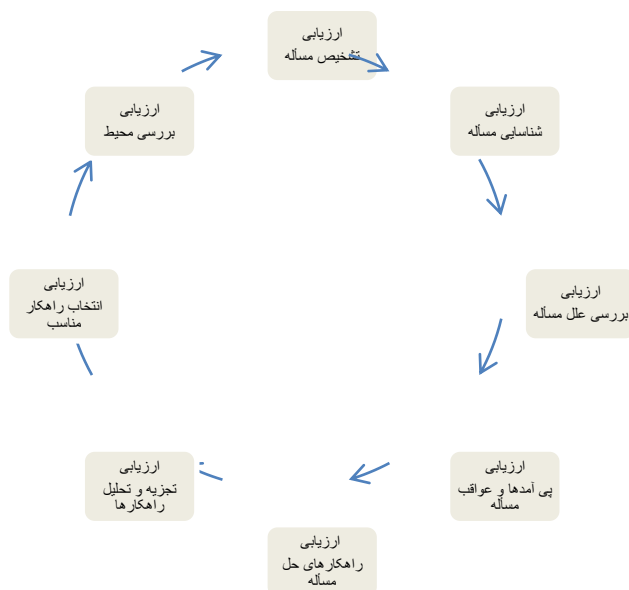 ارزیابی
تشخیص مسأله
ارزیابی
شناسایی مسأله
ارزیابی
بررسی علل مسأله
ارزیابی
پی آمدها و عواقب
مسأله
ارزیابی
راهکارهای حل
مسأله
ارزیابی
تجزیه و تحلیل
راهکارها
ارزیابی
انتخاب راهکار
مناسب
ارزیابی
بررسی محیط